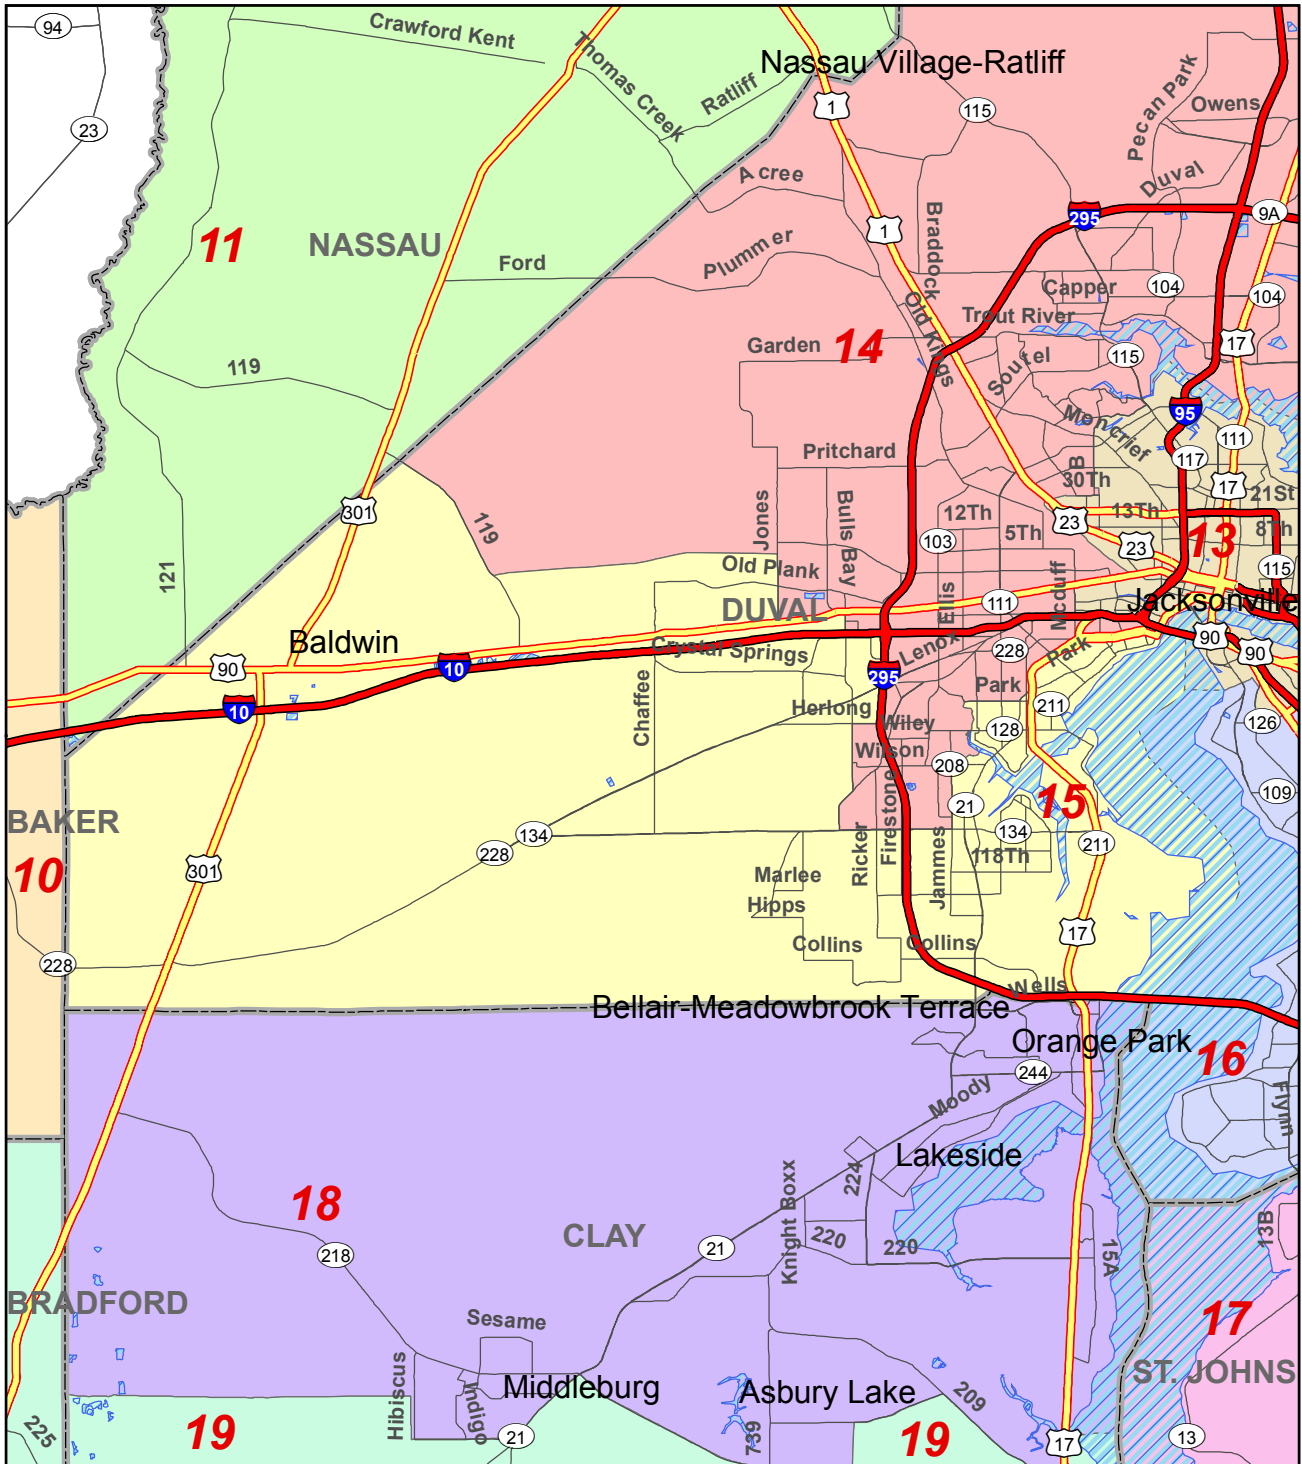 94
Crawford Kent
Thomas Creek
Nassau Village-Ratliff
Ratliff
1
115
Pecan Park
Owens
23
Acree
Duval
295
9A
11
NASSAU
1
Braddock
Ford
Plummer
Capper
104
104
Old Kings
Trout River
Garden
14
17
119
Soutel
115
95
Moncrief
111
Pritchard
117
B
30Th
17
21St
Jones
Bulls Bay
301
119
12Th
13Th
23
8Th
103
5Th
23
13
Old Plank
115
121
Ellis
Mcduff
DUVAL
111
Jacksonville
Baldwin
Crystal Springs
Lenox
228
Park
90
90
90
10
295
Park
10
Chaffee
Herlong
211
126
Wiley
128
Wilson
208
109
15
21
BAKER
134
134
Firestone
211
228
Ricker
118Th
10
301
Marlee
Jammes
Hipps
17
Collins
Collins
228
Wells
Bellair-Meadowbrook Terrace
Orange Park
16
244
Moody
Flynn
Lakeside
224
Knight Boxx
18
13B
CLAY
21
220
220
15A
218
BRADFORD
Sesame
17
Hibiscus
ST. JOHNS
Middleburg
Asbury Lake
Indigo
209
225
19
21
739
19
17
13